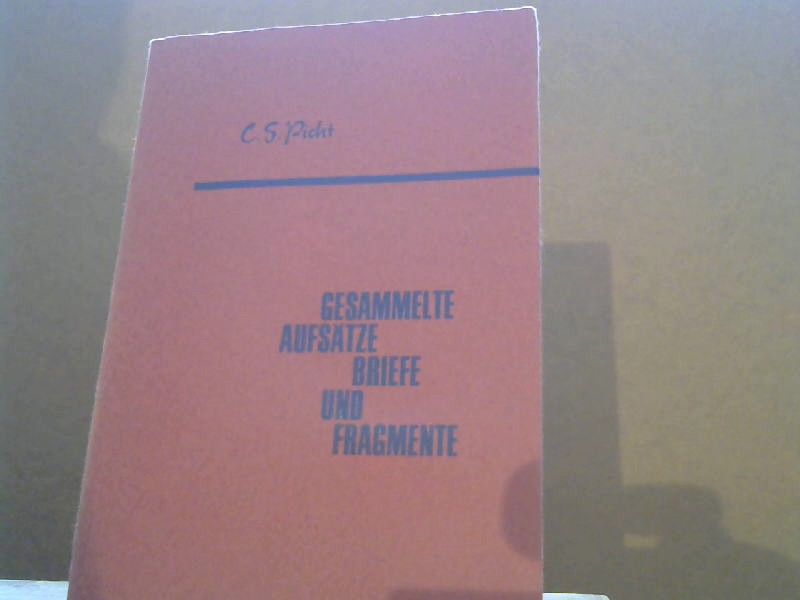 C. S. Picht
GESAMMELTE
AUFSÄTZE
BRIEFE
UND
FRAGMENTE